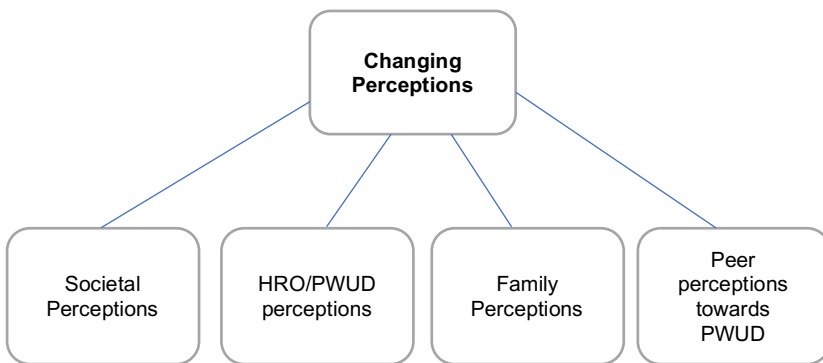 Changing
Perceptions
Societal
Perceptions
HRO/PWUD
perceptions
Family
Perceptions
Peer
perceptions
towards
PWUD